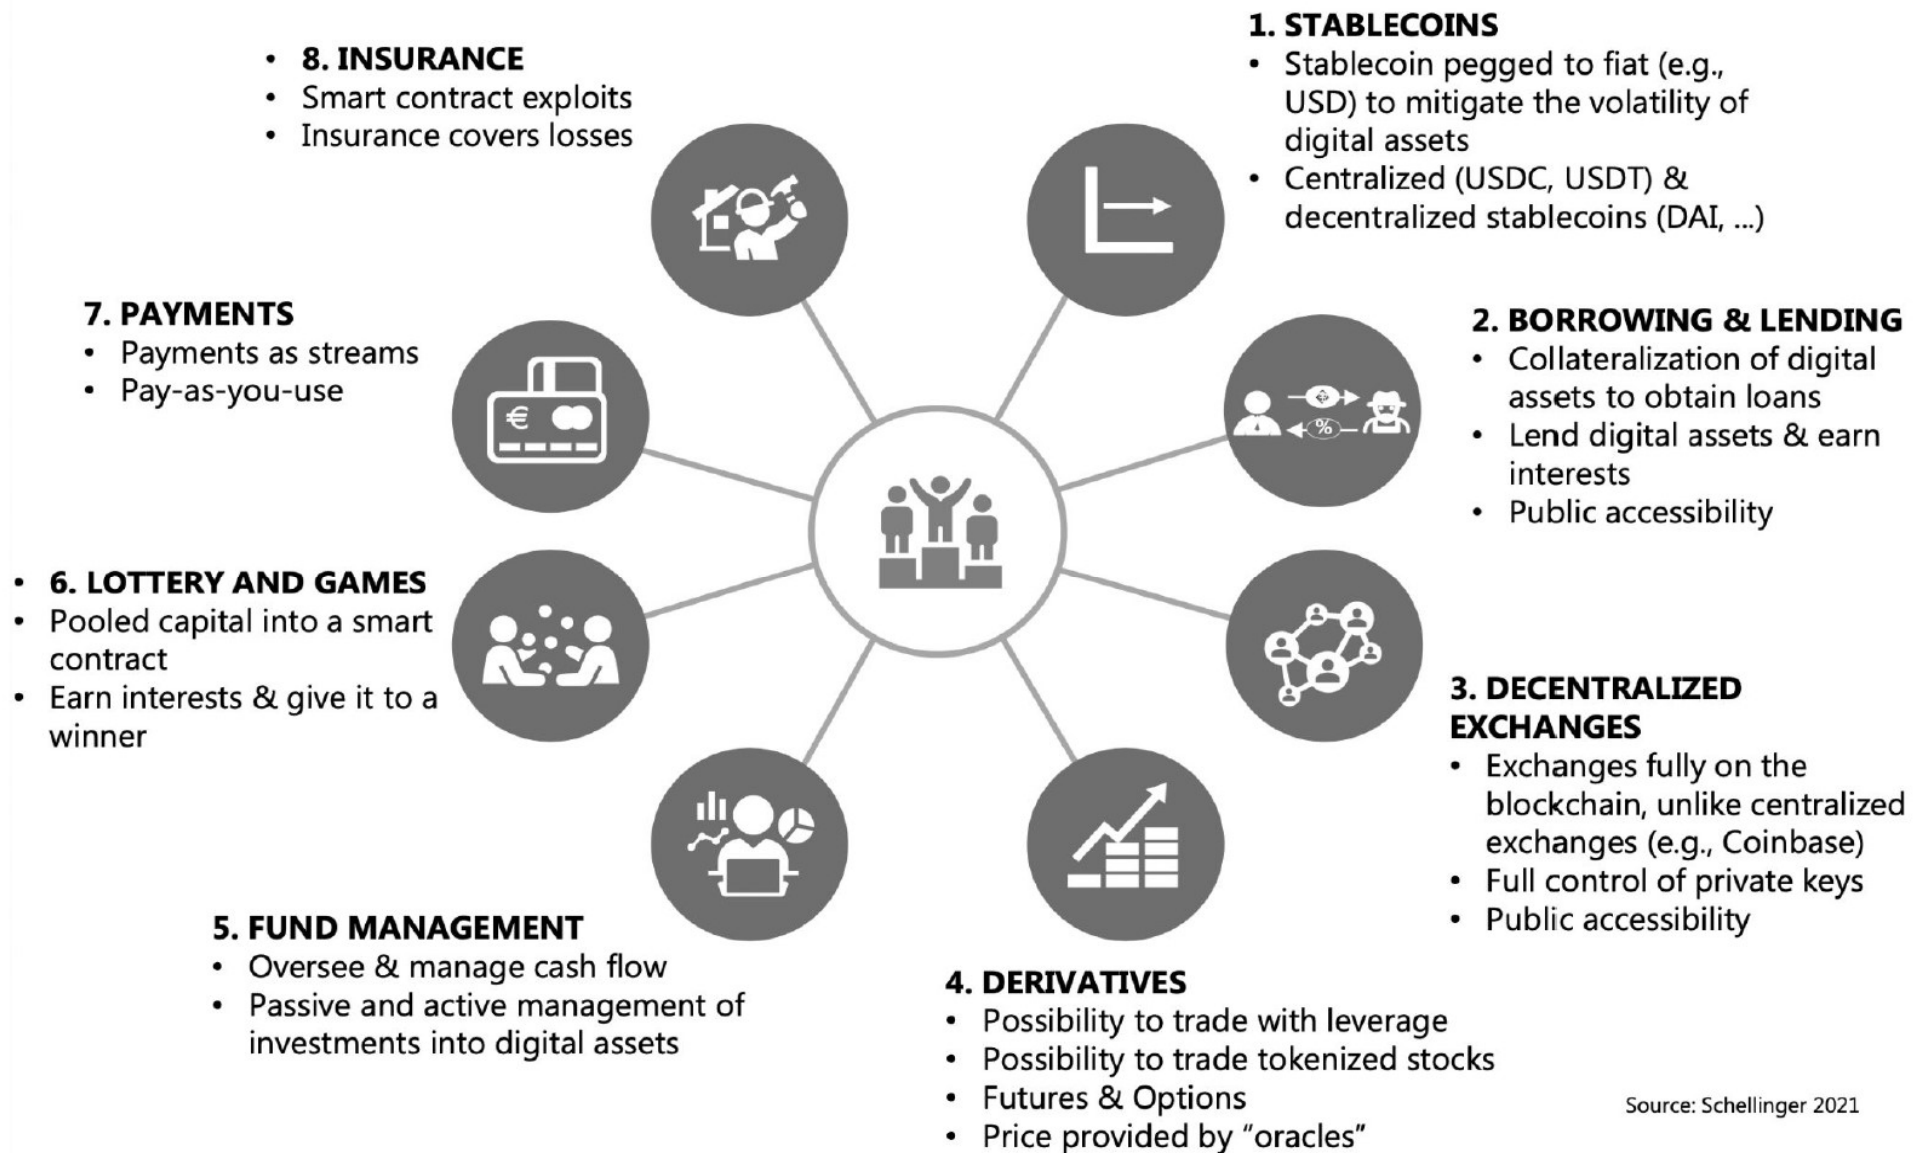 1. STABLECOINS
• Stablecoin pegged to fiat (e.g.,
USD) to mitigate the volatility of
digital assets
• Centralized (USDC, USDT) &
decentralized stablecoins (DAI, ...)
2. BORROWING & LENDING
• Collateralization of digital
assets to obtain loans
• Lend digital assets & earn
interests
• Public accessibility
3. DECENTRALIZED
EXCHANGES
• Exchanges fully on the
blockchain, unlike centralized
exchanges (e.g., Coinbase)
• Full control of private keys
• Public accessibility
4. DERIVATIVES
• Possibility to trade with leverage
• Possibility to trade tokenized stocks
• Futures & Options
• Price provided by “oracles”
5. FUND MANAGEMENT
• Oversee & manage cash flow
• Passive and active management of
investments into digital assets
• 6. LOTTERY AND GAMES
• Pooled capital into a smart
contract
• Earn interests & give it to a
winner
7. PAYMENTS
• Payments as streams
• Pay-as-you-use
• 8. INSURANCE
• Smart contract exploits
• Insurance covers losses
€
%
Source: Schellinger 2021